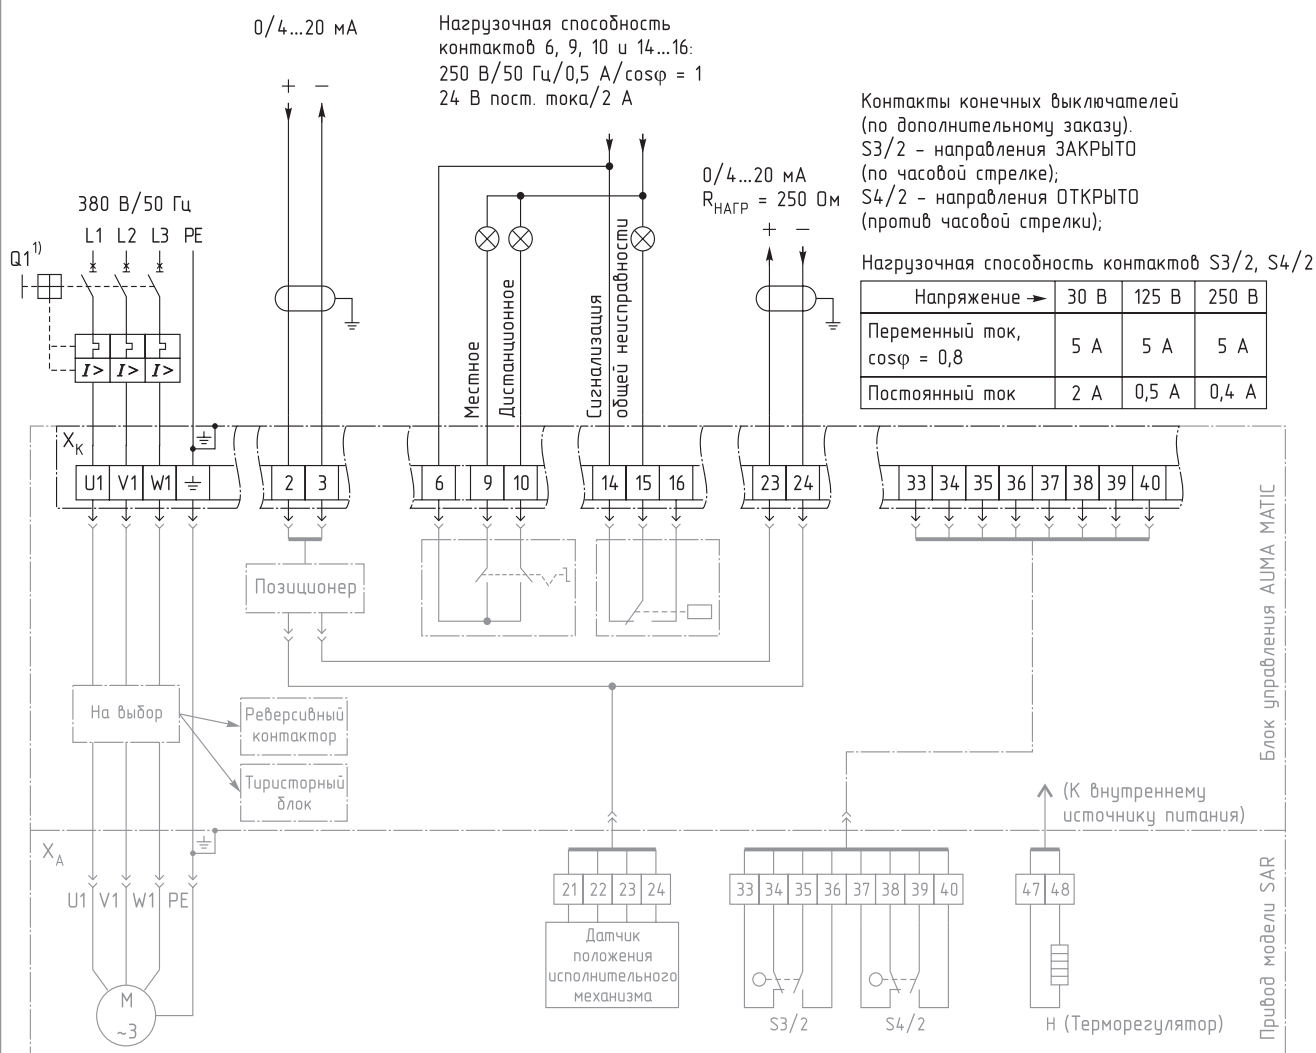 0/4...20 мА
+ −
Нагрузочная способность
контактов 6, 9, 10 и 14...16:
250 В/50 Гц/0,5 А/cosφ = 1
24 В пост. тока/2 А
Контакты конечных выключателей
(по дополнительному заказу).
S3/2 - направления ЗАКРЫТО
(по часовой стрелке);
S4/2 - направления ОТКРЫТО
(против часовой стрелки);
0/4...20 мА
RНАГР = 250 Ом
+ −
380 В/50 Гц
L1 L2 L3 PE
Q1 1)
I> I> I>
Местное
Дистанционное
Сигнализация
общей неисправности
Нагрузочная способность контактов S3/2, S4/2
Напряжение → 30 В 125 В 250 В
Переменный ток,
cosφ = 0,8
5 А 5 А 5 А
Постоянный ток 2 А 0,5 А 0,4 А
XК
U1 V1 W1 2 3 6 9 10 14 15 16 23 24 33 34 35 36 37 38 39 40
Позиционер
Блок управления AUMA MATIC
На выбор
Реверсивный
контактор
Тиристорный
блок
(К внутреннему
источнику питания)
XА
U1 V1 W1 PE
21 22 23 24
33 34 35 36 37 38 39 40
47 48
Датчик
положения
исполнительного
механизма
M
~3
S3/2 S4/2
Н (Терморегулятор)
Привод модели SAR